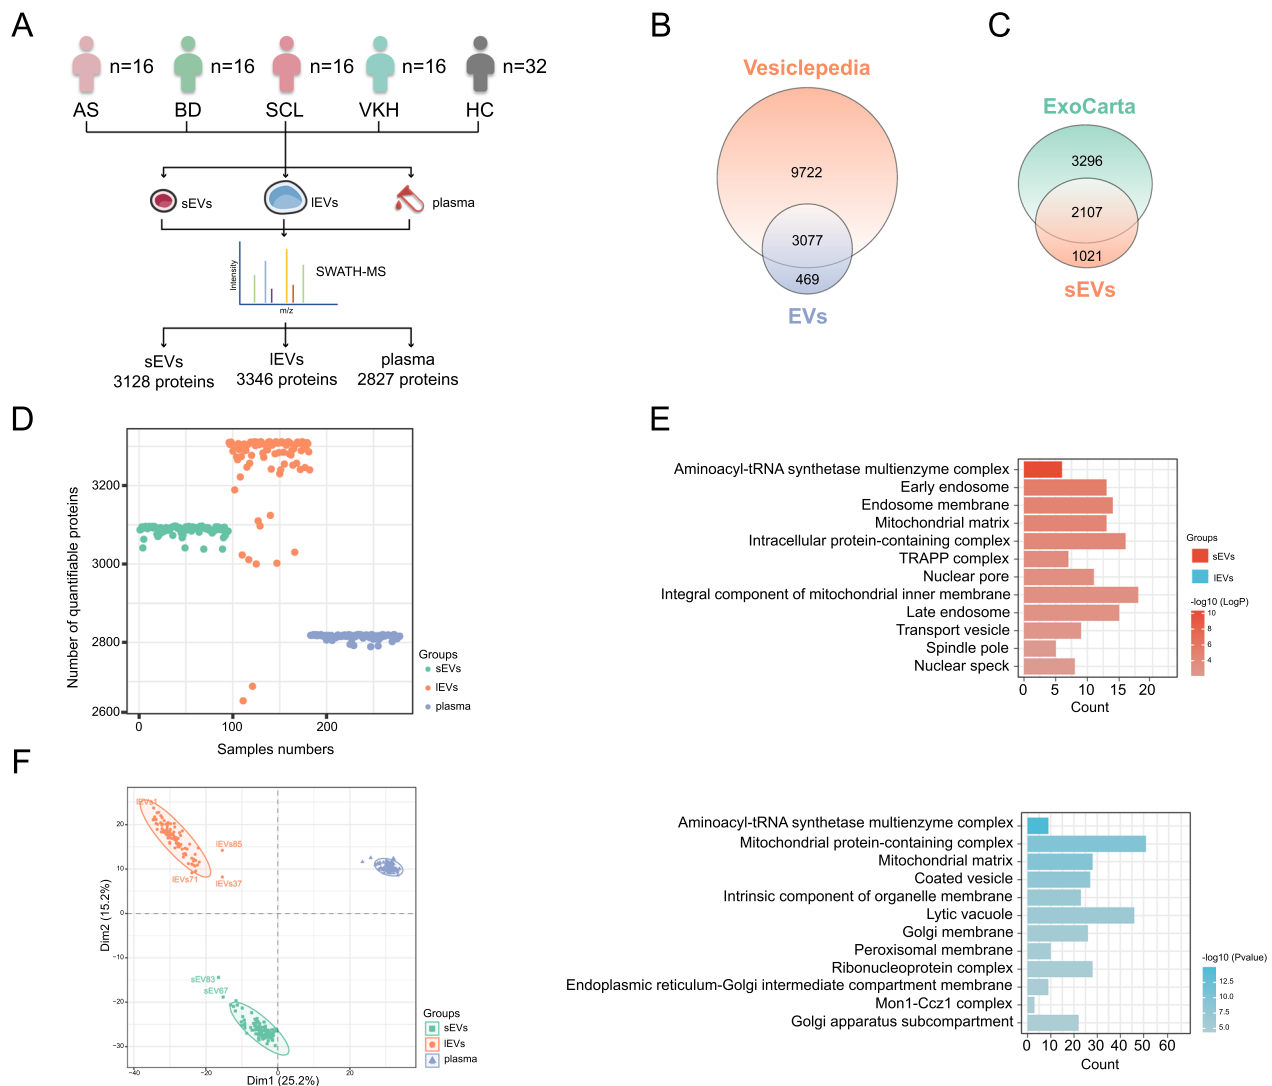 A
n=16
n=16
n=16
n=16
n=32
AS
BD
SCL
VKH
HC
sEVs
lEVs
plasma
Intensity
SWATH-MS
m/z
sEVs
3128 proteins
lEVs
3346 proteins
plasma
2827 proteins
B
Vesiclepedia
9722
3077
469
EVs
C
ExoCarta
3296
2107
1021
sEVs
D
Number of quantifiable proteins
3200
3000
2800
2600
0
100
200
Samples numbers
Groups
sEVs
lEVs
plasma
E
Aminoacyl-tRNA synthetase multienzyme complex
Early endosome
Endosome membrane
Mitochondrial matrix
Intracellular protein-containing complex
TRAPP complex
Nuclear pore
Integral component of mitochondrial inner membrane
Late endosome
Transport vesicle
Spindle pole
Nuclear speck
0
5
10
15
20
Count
Groups
sEVs
lEVs
-log10 (LogP)
10
8
6
4
Aminoacyl-tRNA synthetase multienzyme complex
Mitochondrial protein-containing complex
Mitochondrial matrix
Coated vesicle
Intrinsic component of organelle membrane
Lytic vacuole
Golgi membrane
Peroxisomal membrane
Ribonucleoprotein complex
Endoplasmic reticulum-Golgi intermediate compartment membrane
Mon1-Ccz1 complex
Golgi apparatus subcompartment
0
10
20
30
40
50
60
Count
-log10 (Pvalue)
12.5
10.0
7.5
5.0
F
Dim2 (15.2%)
20
10
0
−10
−20
−30
−40
−20
0
20
Dim1 (25.2%)
lEVs85
lEVs71
lEVs37
sEV83
sEV67
Groups
sEVs
lEVs
plasma